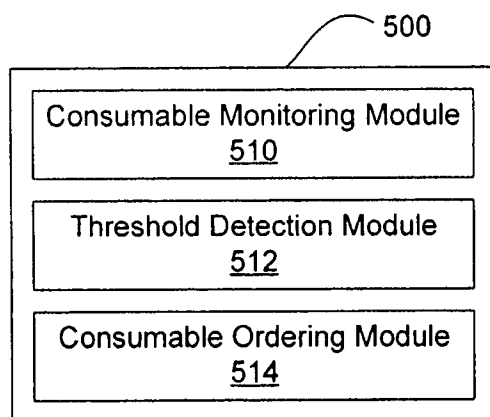 500
Consumable Monitoring Module
510
Threshold Detection Module
512
Consumable Ordering Module
514